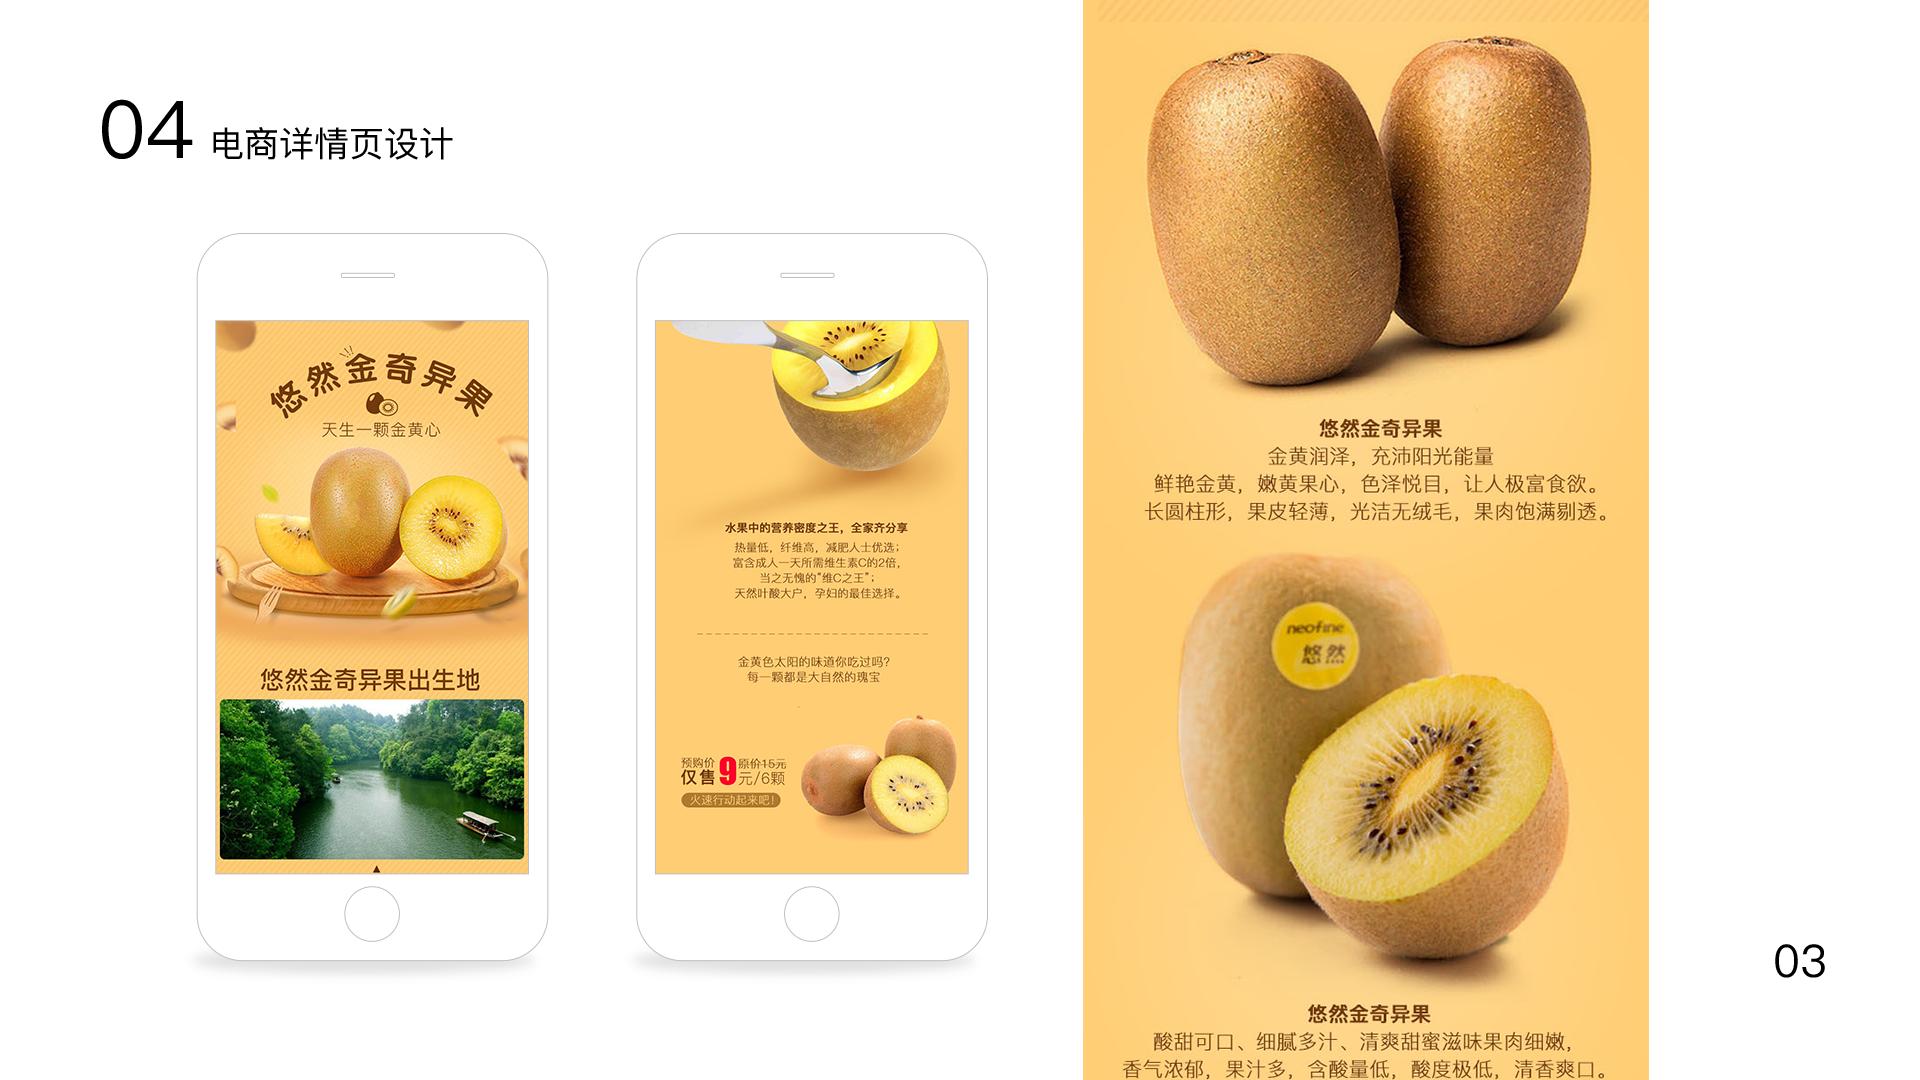 04 电商详情页设计
悠然金奇异果
天生一颗金黄心
悠然金奇异果出生地
水果中的营养密度之王，全家齐分享
热量低，纤维高，减肥人士优选；
富含成人一天所需维生素C的2倍，
当之无愧的“维C之王”；
天然叶酸大户，孕妇的最佳选择。
金黄色太阳的味道你吃过吗？
每一颗都是大自然的瑰宝
预购价 原价15元
仅售9元/6颗
火速行动起来吧！
悠然金奇异果
金黄润泽，充沛阳光能量
鲜艳金黄，嫩黄果心，色泽悦目，让人极富食欲。
长圆柱形，果皮轻薄，光洁无绒毛，果肉饱满剔透。
neofine
悠然
悠然金奇异果
酸甜可口、细腻多汁、清爽甜蜜滋味果肉细嫩，
香气浓郁，果汁多，含酸量低，酸度极低，清香爽口。
03